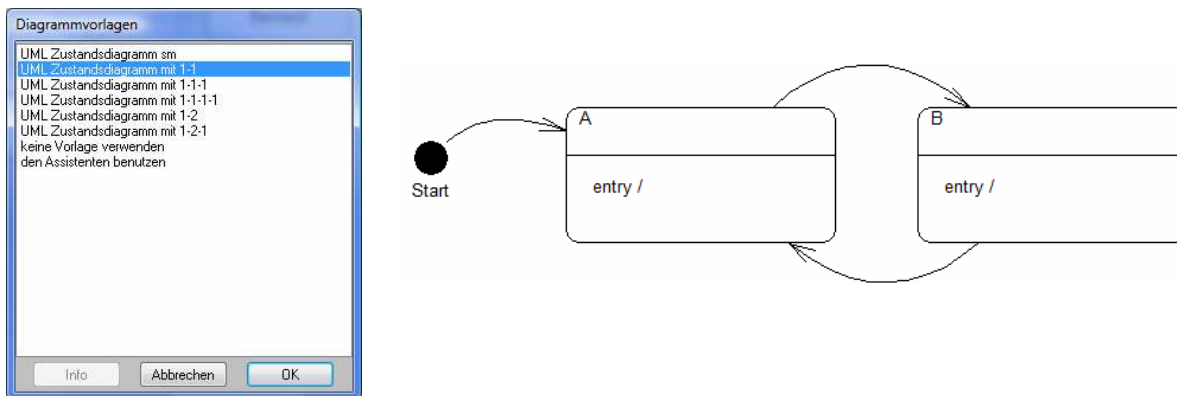 Diagrammvorlagen
UML Zustandsdiagramm sm
UML Zustandsdiagramm mit 1-1
UML Zustandsdiagramm mit 1-1-1
UML Zustandsdiagramm mit 1-1-1-1
UML Zustandsdiagramm mit 1-2
UML Zustandsdiagramm mit 1-2-1
keine Vorlage verwenden
den Assistenten benutzen
Info
Abbrechen
OK
Start
A
entry /
B
entry /